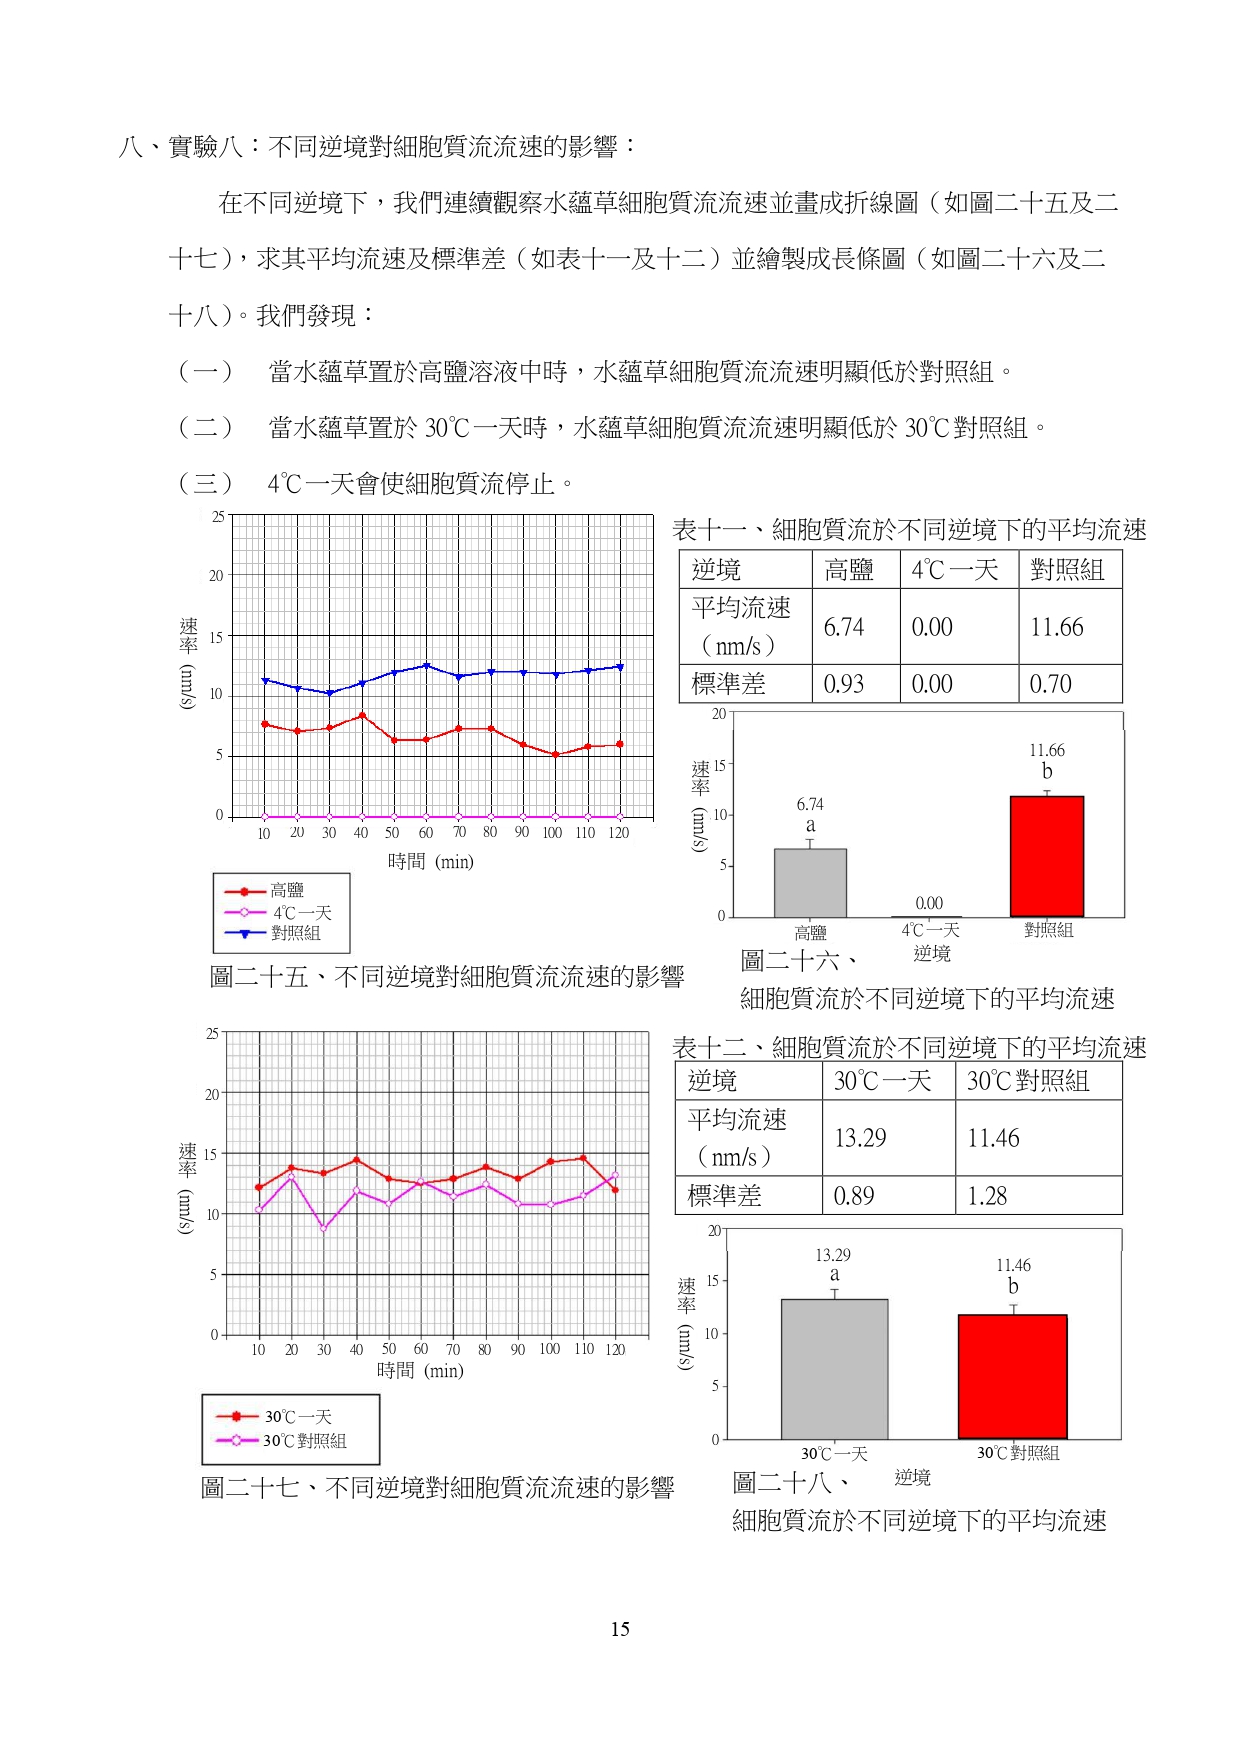 八、實驗八：不同逆境對細胞質流流速的影響：
在不同逆境下，我們連續觀察水蘊草細胞質流流速並畫成折線圖（如圖二十五及二
十七），求其平均流速及標準差（如表十一及十二）並繪製成長條圖（如圖二十六及二
十八）。我們發現：
（一） 當水蘊草置於高鹽溶液中時，水蘊草細胞質流流速明顯低於對照組。
（二） 當水蘊草置於 30℃一天時，水蘊草細胞質流流速明顯低於 30℃對照組。
（三） 4℃一天會使細胞質流停止。
25
20
15
10
5
0
速率 (nm/s)
10 20 30 40 50 60 70 80 90 100 110 120
時間 (min)
高鹽
4℃一天
對照組
圖二十五、不同逆境對細胞質流流速的影響
表十一、細胞質流於不同逆境下的平均流速
逆境 高鹽 4℃一天 對照組
平均流速
（nm/s） 6.74 0.00 11.66
標準差 0.93 0.00 0.70
20
15
10
5
0
速率 (nm/s)
6.74
a
0.00
11.66
b
高鹽 4℃一天 對照組
逆境
圖二十六、
細胞質流於不同逆境下的平均流速
25
20
15
10
5
0
速率 (nm/s)
10 20 30 40 50 60 70 80 90 100 110 120
時間 (min)
30℃一天
30℃對照組
圖二十七、不同逆境對細胞質流流速的影響
表十二、細胞質流於不同逆境下的平均流速
逆境 30℃一天 30℃對照組
平均流速
（nm/s） 13.29 11.46
標準差 0.89 1.28
20
15
10
5
0
速率 (nm/s)
13.29
a
11.46
b
30℃一天 30℃對照組
逆境
圖二十八、
細胞質流於不同逆境下的平均流速
15